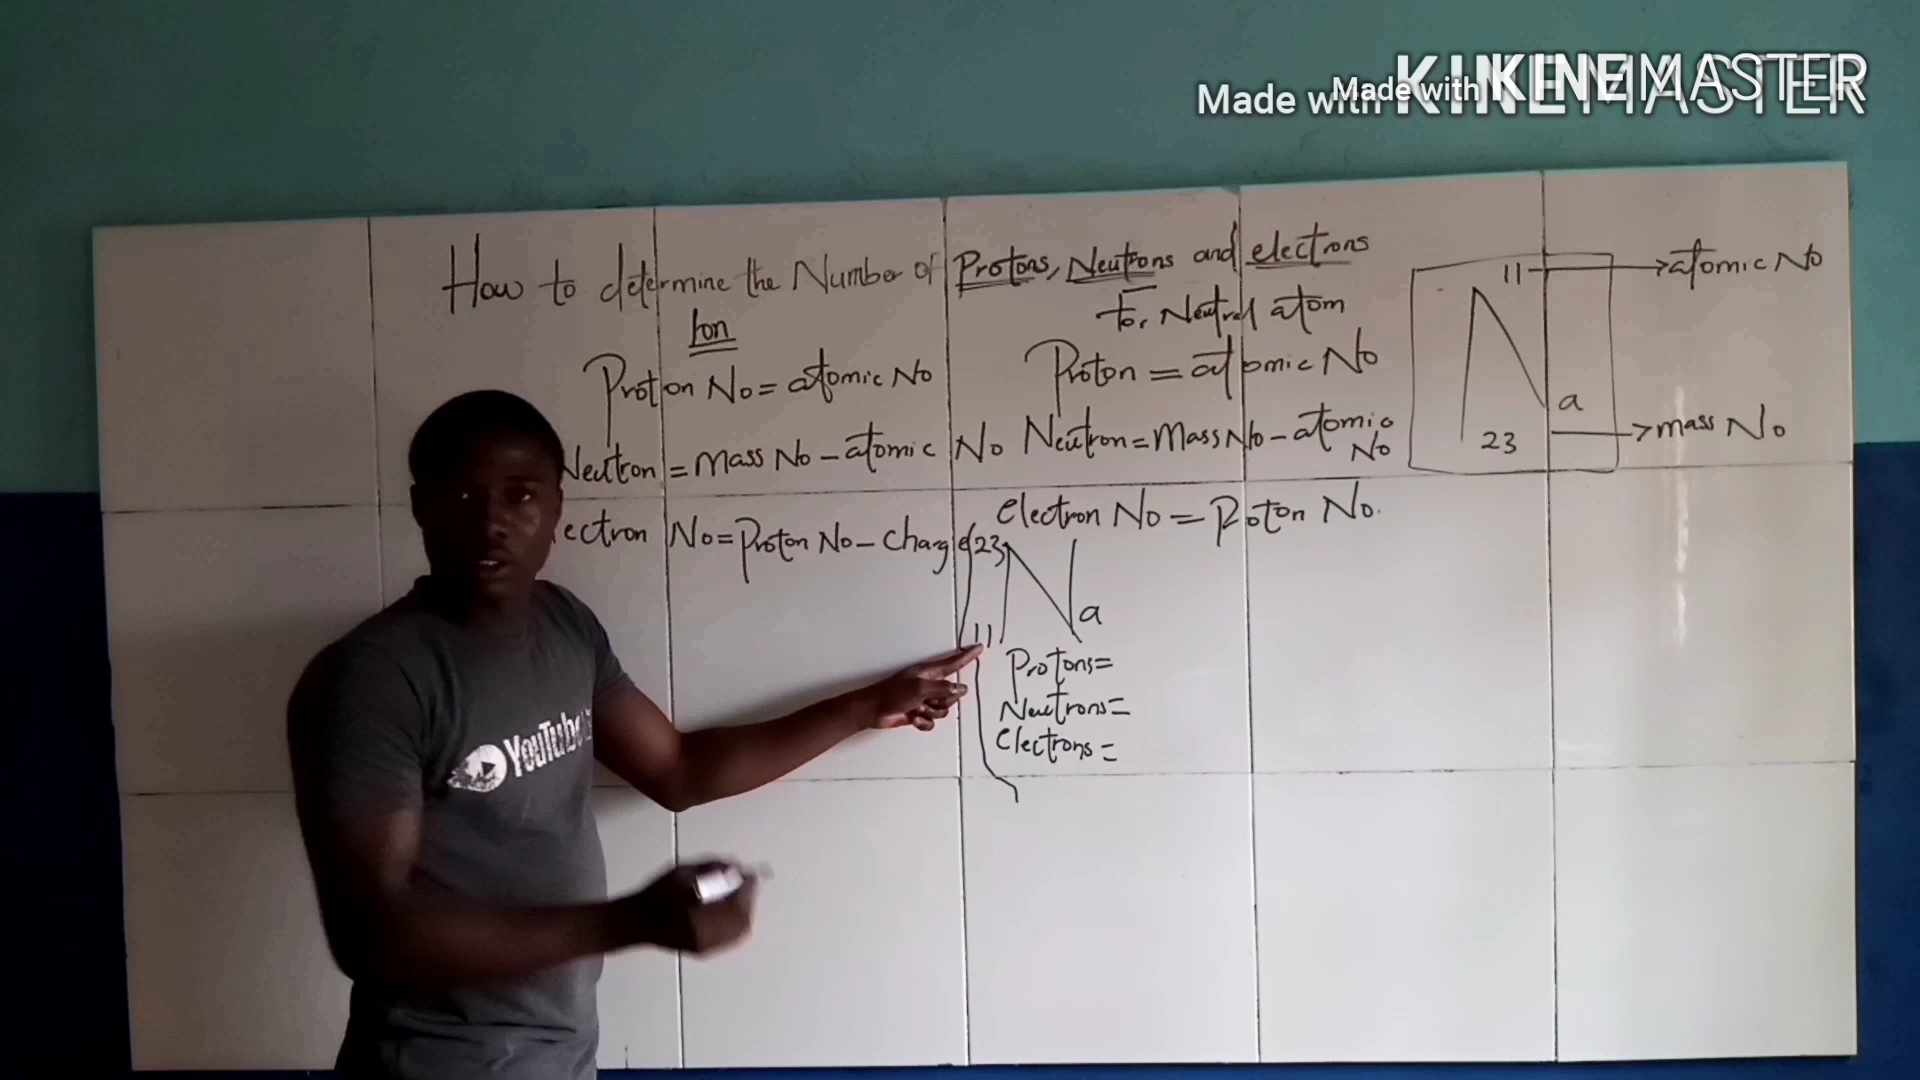 Made with KINEMASTER
Made with KINEMASTER
How to determine the Number of Protons, Neutrons and electrons
for Neutral atom
Ion
Proton No = atomic No
Neutron = mass No - atomic No
ectron No = Proton No - Charge
Proton = atomic No
Neutron = Mass No - atomic
No
electron No = Proton No.
23
Na
11
Protons =
Neutrons =
electrons =
11 → atomic No
Na
23 → mass No
YouTube